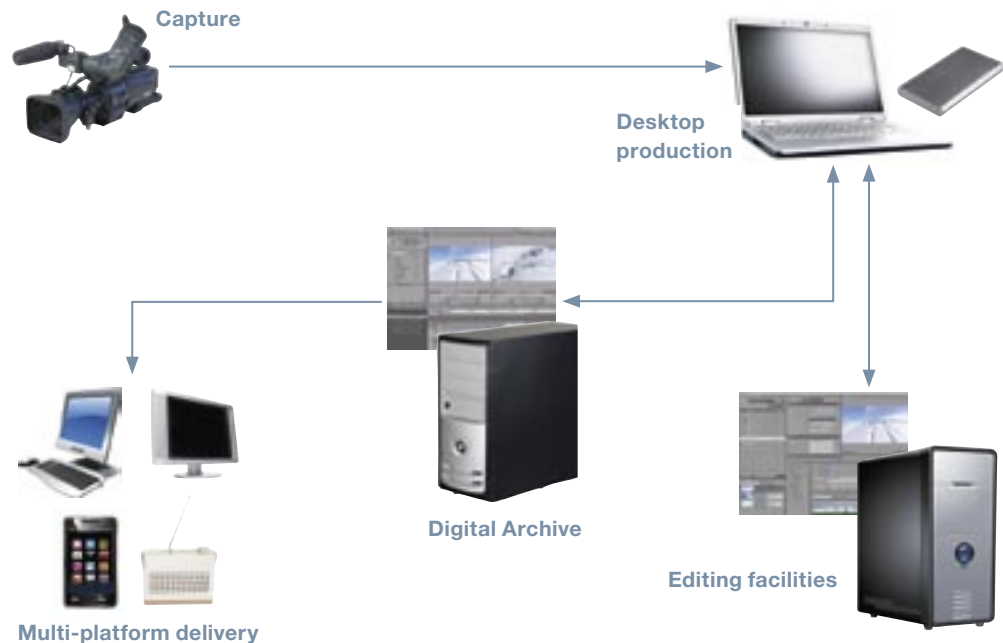 Capture
Desktop
production
Digital Archive
Editing facilities
Multi-platform delivery